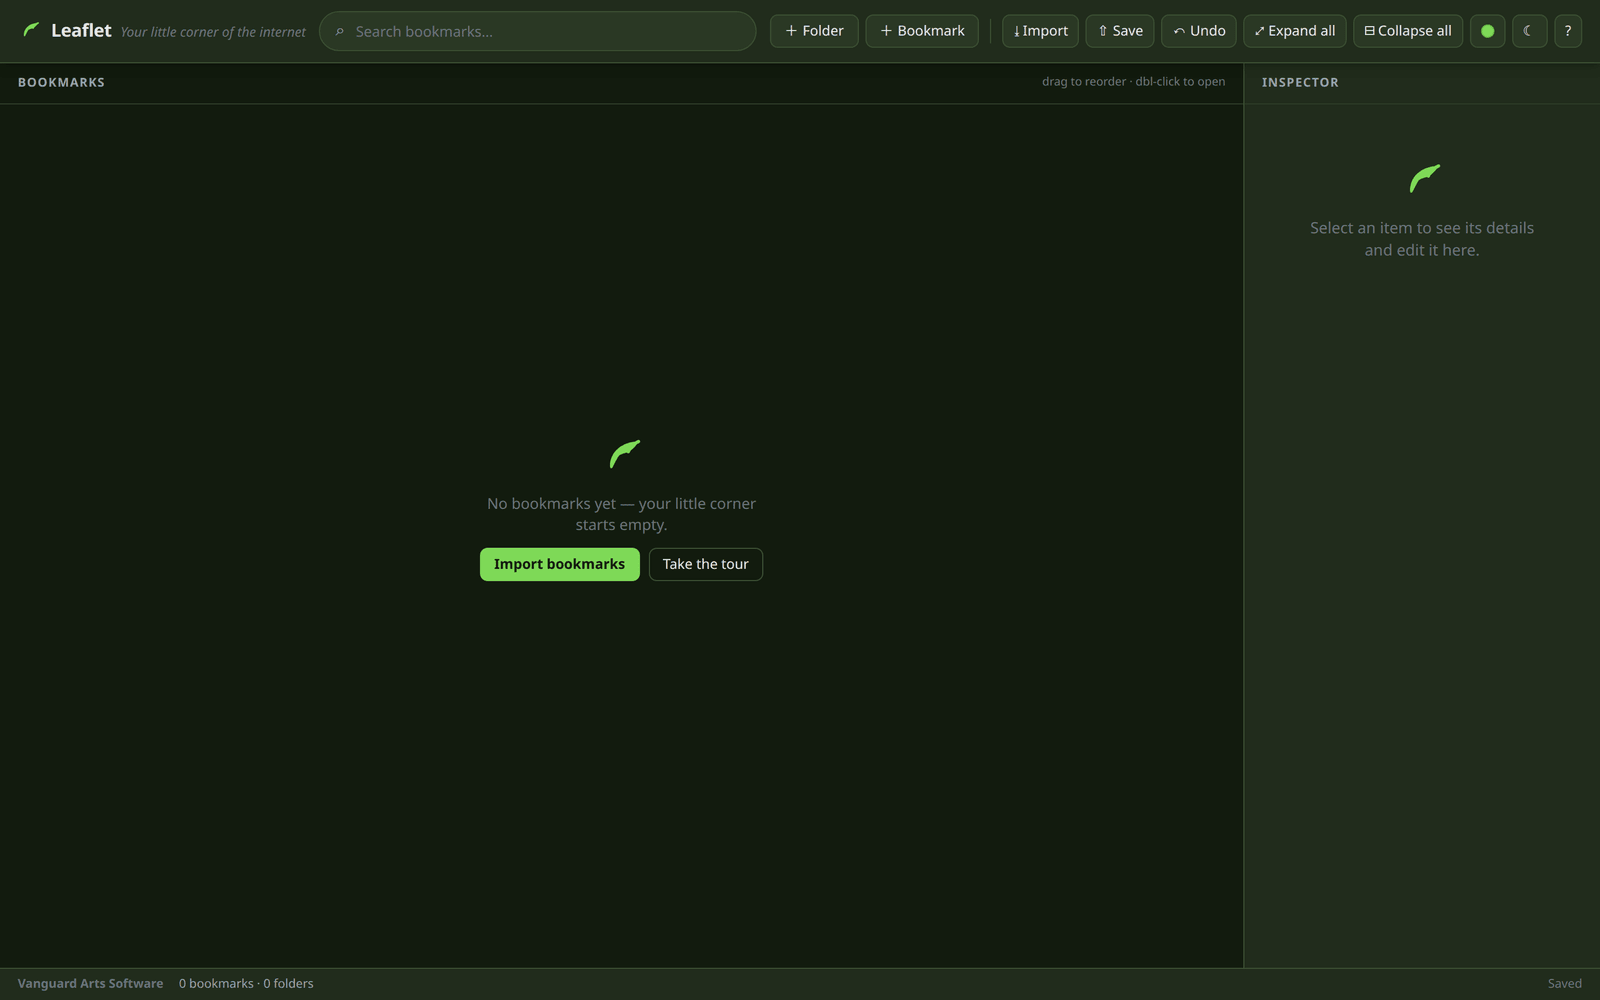 Leaflet Your little corner of the internet
Search bookmarks...
+ Folder
+ Bookmark
Import
Save
Undo
Expand all
Collapse all
?
BOOKMARKS
drag to reorder · dbl-click to open
INSPECTOR
Select an item to see its details
and edit it here.
No bookmarks yet — your little corner
starts empty.
Import bookmarks
Take the tour
Vanguard Arts Software
0 bookmarks · 0 folders
Saved